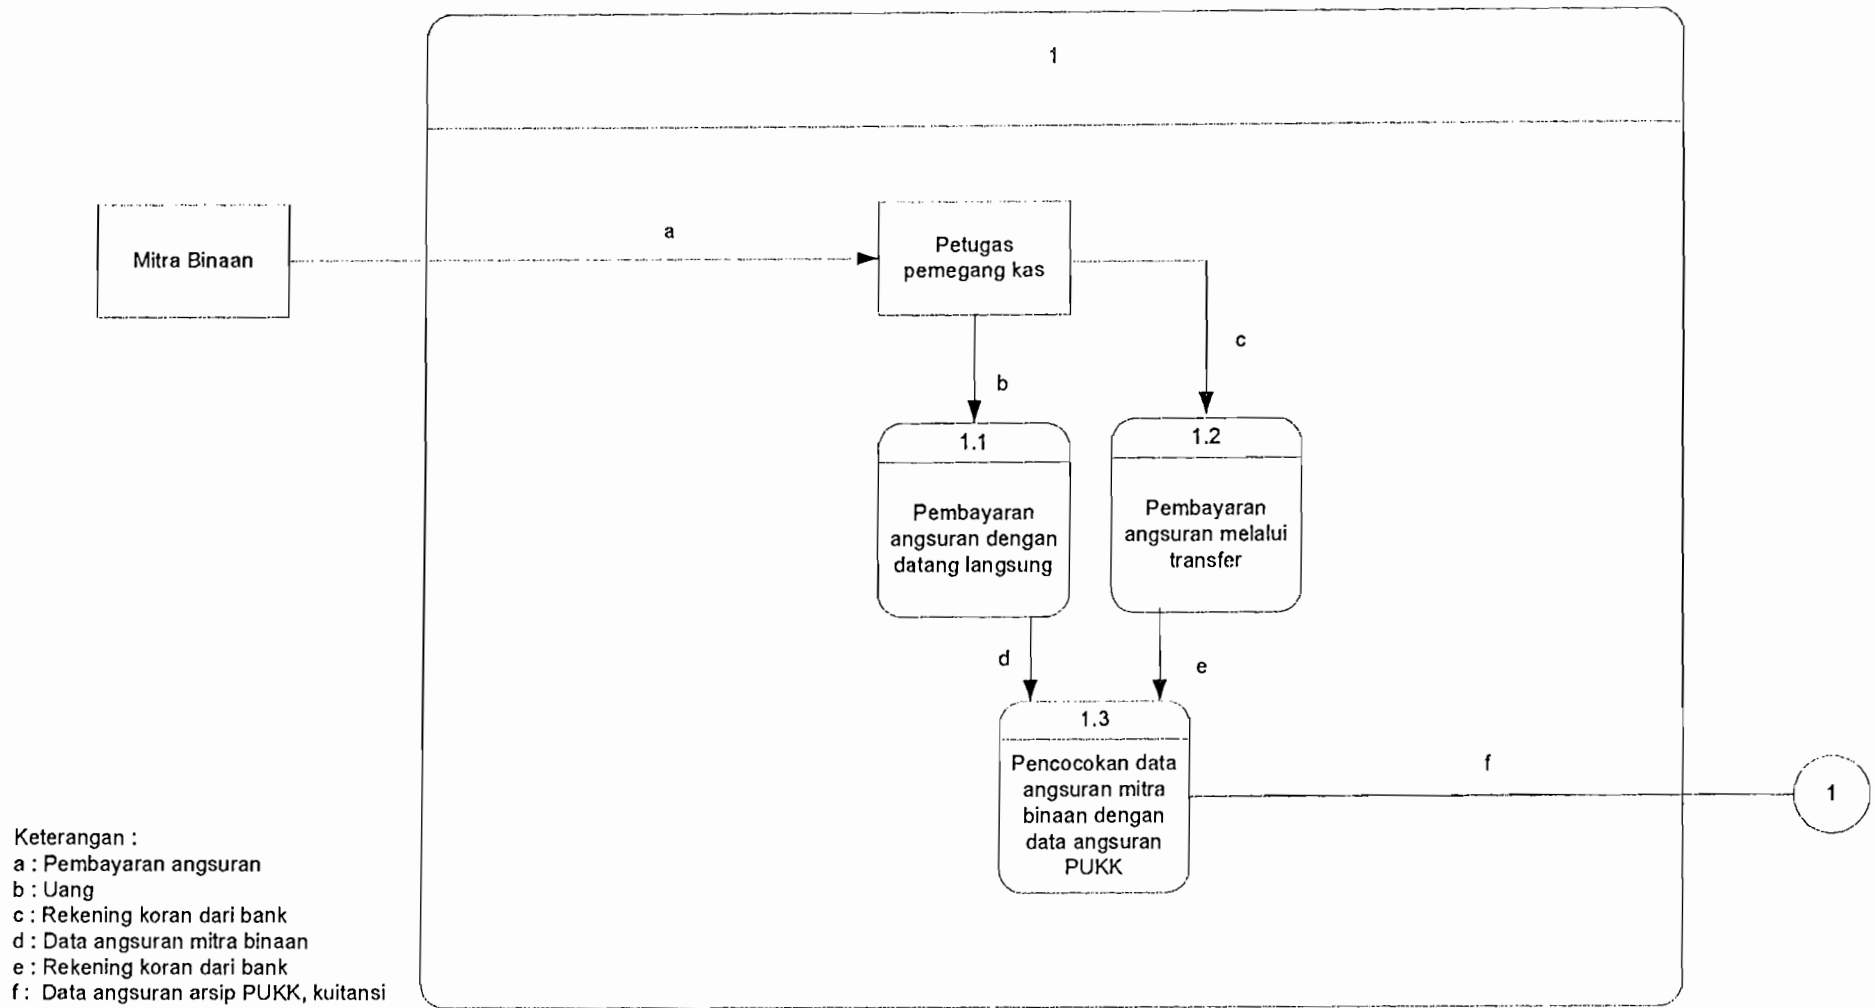 1
Mitra Binaan
a
Petugas
pemegang kas
c
b
1.1
Pembayaran
angsuran dengan
datang langsung
1.2
Pembayaran
angsuran melalui
transfer
d
e
1.3
Pencocokan data
angsuran mitra
binaan dengan
data angsuran
PUKK
f
1
Keterangan :
a : Pembayaran angsuran
b : Uang
c : Rekening koran dari bank
d : Data angsuran mitra binaan
e : Rekening koran dari bank
f : Data angsuran arsip PUKK, kuitansi